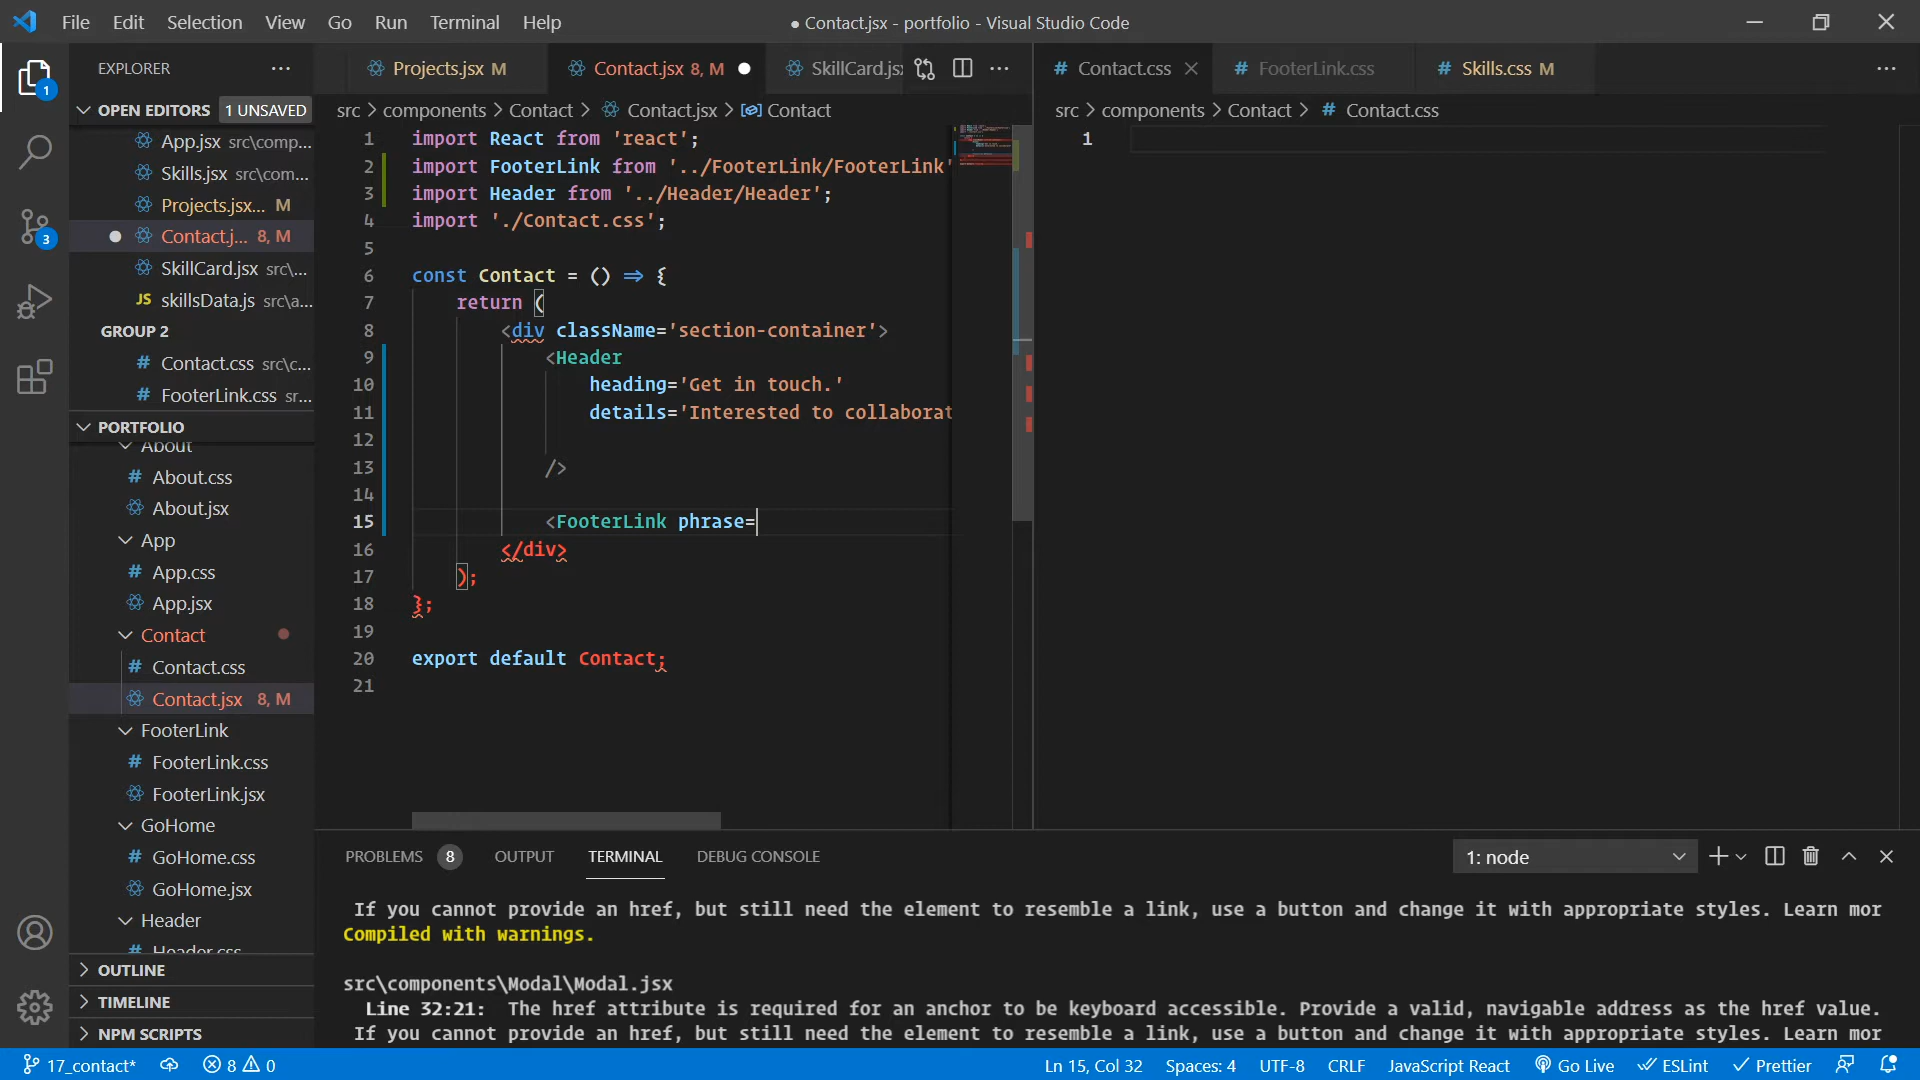 File Edit Selection View Go Run Terminal Help
● Contact.jsx - portfolio - Visual Studio Code
EXPLORER
OPEN EDITORS 1 UNSAVED
App.jsx src\comp...
Skills.jsx src\com...
Projects.jsx... M
Contact.j... 8, M
SkillCard.jsx src\...
JS skillsData.js src\a...
GROUP 2
# Contact.css src\c...
# FooterLink.css sr...
PORTFOLIO
About
# About.css
About.jsx
App
# App.css
App.jsx
Contact
# Contact.css
Contact.jsx 8, M
FooterLink
# FooterLink.css
FooterLink.jsx
GoHome
# GoHome.css
GoHome.jsx
Header
# Header.css
OUTLINE
TIMELINE
NPM SCRIPTS
1
3
Projects.jsx M
Contact.jsx 8, M ●
SkillCard.jsx
src > components > Contact > Contact.jsx > Contact
1 import React from 'react';
2 import FooterLink from '../FooterLink/FooterLink'
3 import Header from '../Header/Header';
4 import './Contact.css';
5
6 const Contact = () => {
7 return (
8 <div className='section-container'>
9 <Header
10 heading='Get in touch.'
11 details='Interested to collaborat
12
13 />
14
15 <FooterLink phrase=
16 </div>
17 );
18 };
19
20 export default Contact;
21
# Contact.css
# FooterLink.css
# Skills.css M
src > components > Contact > # Contact.css
1
PROBLEMS 8 OUTPUT TERMINAL DEBUG CONSOLE
1: node
If you cannot provide an href, but still need the element to resemble a link, use a button and change it with appropriate styles. Learn mor
Compiled with warnings.
src\components\Modal\Modal.jsx
Line 32:21: The href attribute is required for an anchor to be keyboard accessible. Provide a valid, navigable address as the href value.
If you cannot provide an href, but still need the element to resemble a link, use a button and change it with appropriate styles. Learn mor
17_contact* 8 0
Ln 15, Col 32 Spaces: 4 UTF-8 CRLF JavaScript React Go Live ESLint Prettier